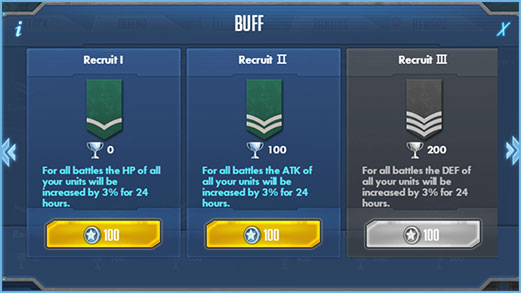 BUFF
i
X
Recruit I
0
For all battles the HP of all
your units will be
increased by 3% for 24
hours.
100
Recruit II
100
For all battles the ATK of
all your units will be
increased by 3% for 24
hours.
100
Recruit III
200
For all battles the DEF of
all your units will be
increased by 3% for 24
hours.
100